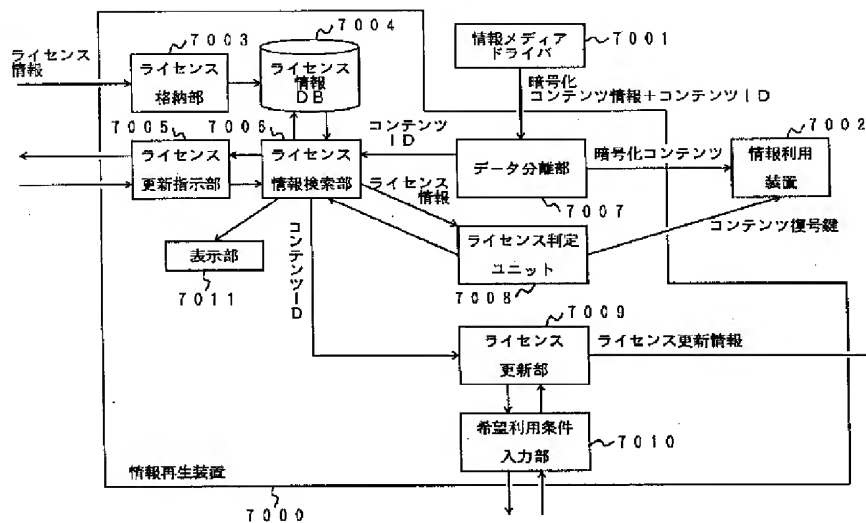 ライセンス
情報
7003
ライセンス
格納部
7004
ライセンス
情報
DB
情報メディア
ドライバ
7001
暗号化
コンテンツ情報+コンテンツID
7005
ライセンス
更新指示部
7006
ライセンス
情報検索部
コンテンツ
ID
データ分離部
7007
暗号化コンテンツ
7002
情報利用
装置
ライセンス
情報
ライセンス判定
ユニット
7008
コンテンツ復号鍵
表示部
7011
コンテンツID
7009
ライセンス
更新部
ライセンス更新情報
希望利用条件
入力部
7010
情報再生装置
7000